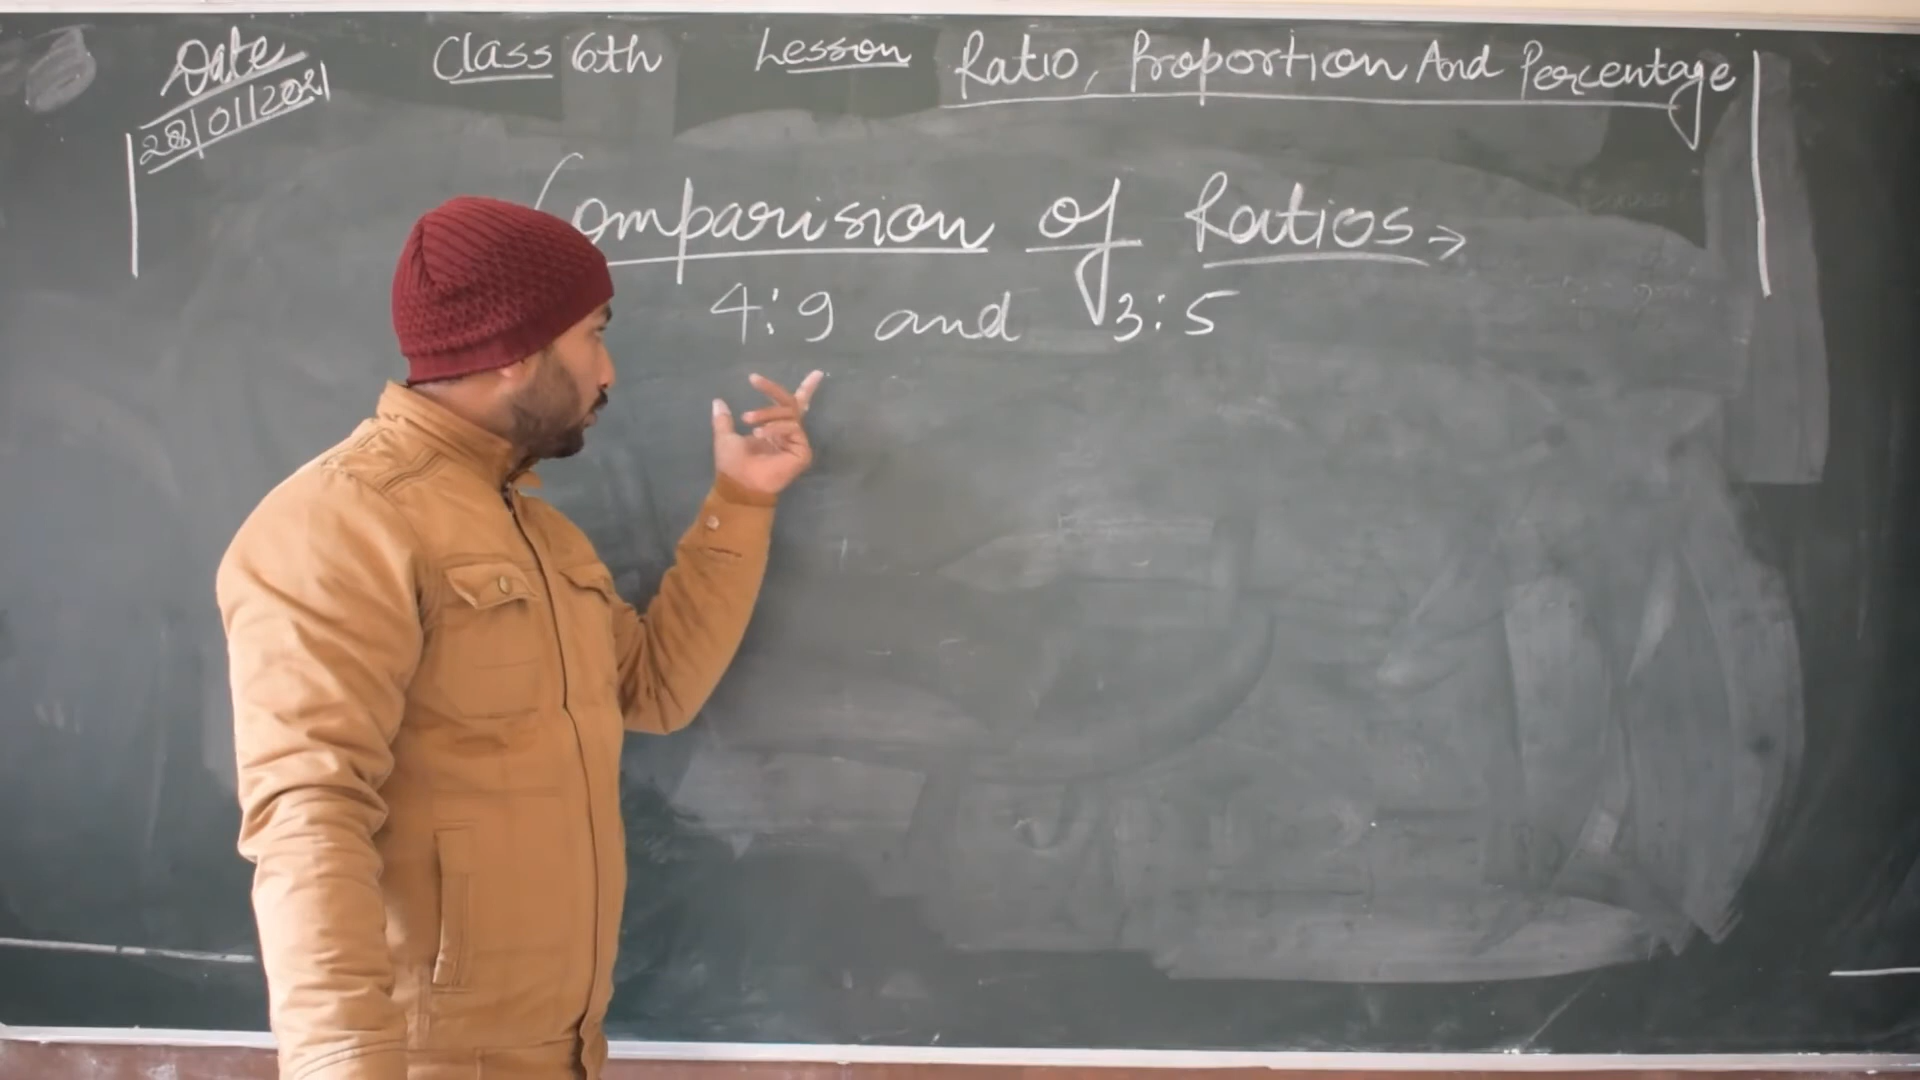 Date Class 6th Lesson Ratio, Proportion And Percentage
28/01/2021
Comparision of Ratios →
4:9 and 3:5